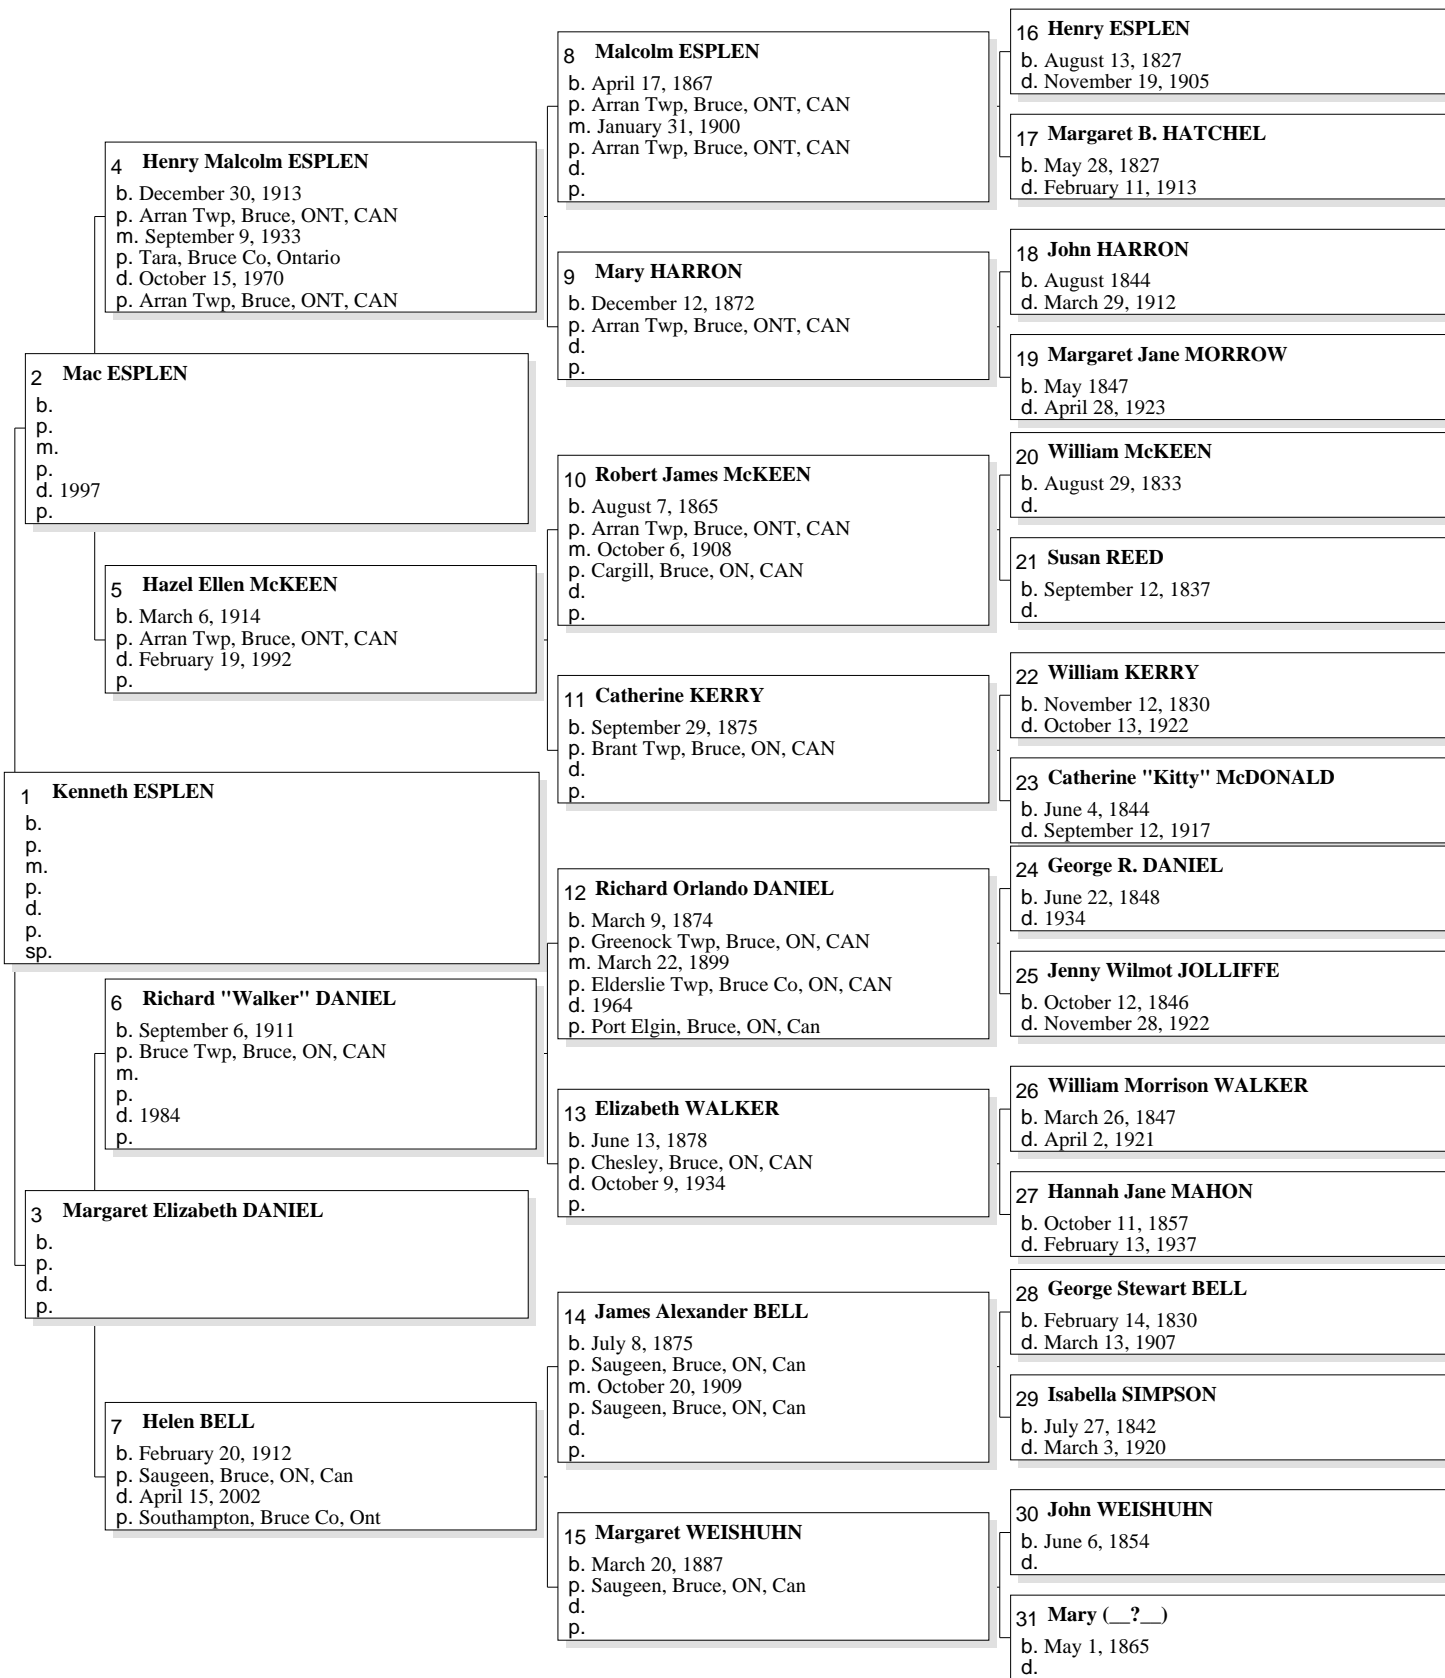 1 Kenneth ESPLEN
b.
p.
m.
p.
d.
p.
sp.
2 Mac ESPLEN
b.
p.
m.
p.
d. 1997
p.
3 Margaret Elizabeth DANIEL
b.
p.
d.
p.
4 Henry Malcolm ESPLEN
b. December 30, 1913
p. Arran Twp, Bruce, ONT, CAN
m. September 9, 1933
p. Tara, Bruce Co, Ontario
d. October 15, 1970
p. Arran Twp, Bruce, ONT, CAN
5 Hazel Ellen McKEEN
b. March 6, 1914
p. Arran Twp, Bruce, ONT, CAN
d. February 19, 1992
p.
6 Richard "Walker" DANIEL
b. September 6, 1911
p. Bruce Twp, Bruce, ON, CAN
m.
p.
d. 1984
p.
7 Helen BELL
b. February 20, 1912
p. Saugeen, Bruce, ON, Can
d. April 15, 2002
p. Southampton, Bruce Co, Ont
8 Malcolm ESPLEN
b. April 17, 1867
p. Arran Twp, Bruce, ONT, CAN
m. January 31, 1900
p. Arran Twp, Bruce, ONT, CAN
d.
p.
9 Mary HARRON
b. December 12, 1872
p. Arran Twp, Bruce, ONT, CAN
d.
p.
10 Robert James McKEEN
b. August 7, 1865
p. Arran Twp, Bruce, ONT, CAN
m. October 6, 1908
p. Cargill, Bruce, ON, CAN
d.
p.
11 Catherine KERRY
b. September 29, 1875
p. Brant Twp, Bruce, ON, CAN
d.
p.
12 Richard Orlando DANIEL
b. March 9, 1874
p. Greenock Twp, Bruce, ON, CAN
m. March 22, 1899
p. Elderslie Twp, Bruce Co, ON, CAN
d. 1964
p. Port Elgin, Bruce, ON, Can
13 Elizabeth WALKER
b. June 13, 1878
p. Chesley, Bruce, ON, CAN
d. October 9, 1934
p.
14 James Alexander BELL
b. July 8, 1875
p. Saugeen, Bruce, ON, Can
m. October 20, 1909
p. Saugeen, Bruce, ON, Can
d.
p.
15 Margaret WEISHUHN
b. March 20, 1887
p. Saugeen, Bruce, ON, Can
d.
p.
16 Henry ESPLEN
b. August 13, 1827
d. November 19, 1905
17 Margaret B. HATCHEL
b. May 28, 1827
d. February 11, 1913
18 John HARRON
b. August 1844
d. March 29, 1912
19 Margaret Jane MORROW
b. May 1847
d. April 28, 1923
20 William McKEEN
b. August 29, 1833
d.
21 Susan REED
b. September 12, 1837
d.
22 William KERRY
b. November 12, 1830
d. October 13, 1922
23 Catherine "Kitty" McDONALD
b. June 4, 1844
d. September 12, 1917
24 George R. DANIEL
b. June 22, 1848
d. 1934
25 Jenny Wilmot JOLLIFFE
b. October 12, 1846
d. November 28, 1922
26 William Morrison WALKER
b. March 26, 1847
d. April 2, 1921
27 Hannah Jane MAHON
b. October 11, 1857
d. February 13, 1937
28 George Stewart BELL
b. February 14, 1830
d. March 13, 1907
29 Isabella SIMPSON
b. July 27, 1842
d. March 3, 1920
30 John WEISHUHN
b. June 6, 1854
d.
31 Mary (__?__)
b. May 1, 1865
d.